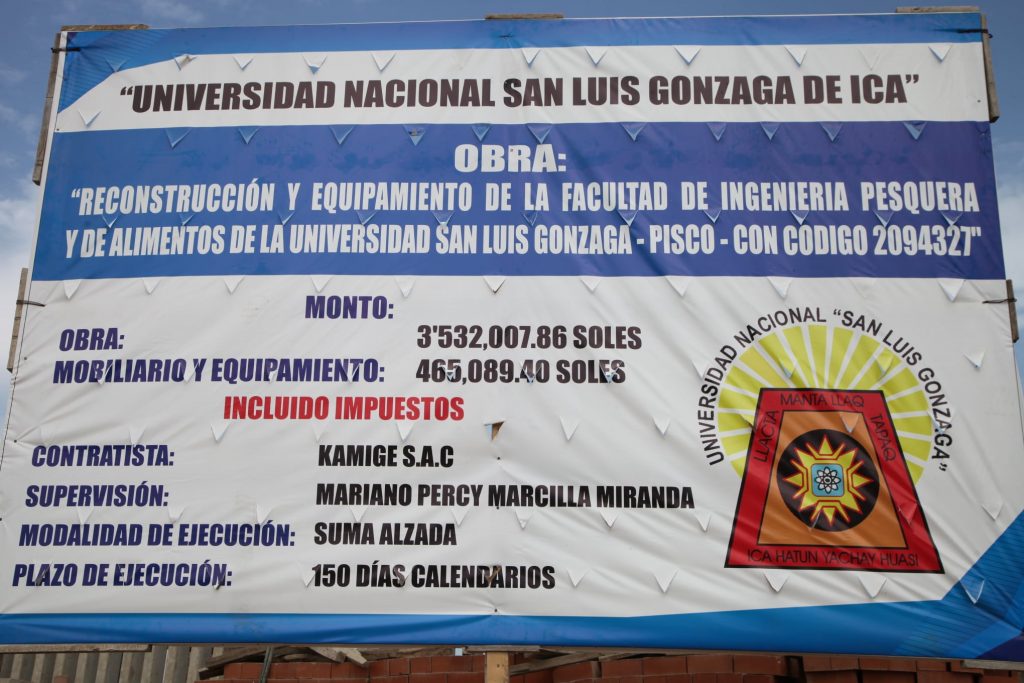 “UNIVERSIDAD NACIONAL SAN LUIS GONZAGA DE ICA”
OBRA:
“RECONSTRUCCIÓN Y EQUIPAMIENTO DE LA FACULTAD DE INGENIERIA PESQUERA
Y DE ALIMENTOS DE LA UNIVERSIDAD SAN LUIS GONZAGA - PISCO - CON CÓDIGO 2094327"
MONTO:
OBRA: 3'532,007.86 SOLES
MOBILIARIO Y EQUIPAMIENTO: 465,089.40 SOLES
INCLUIDO IMPUESTOS
CONTRATISTA: KAMIGE S.A.C
SUPERVISIÓN: MARIANO PERCY MARCILLA MIRANDA
MODALIDAD DE EJECUCIÓN: SUMA ALZADA
PLAZO DE EJECUCIÓN: 150 DÍAS CALENDARIOS
UNIVERSIDAD NACIONAL “SAN LUIS GONZAGA”
LLACTA MANTA LLAQ TAPAQ
ICA HATUN YACHAY HUASI